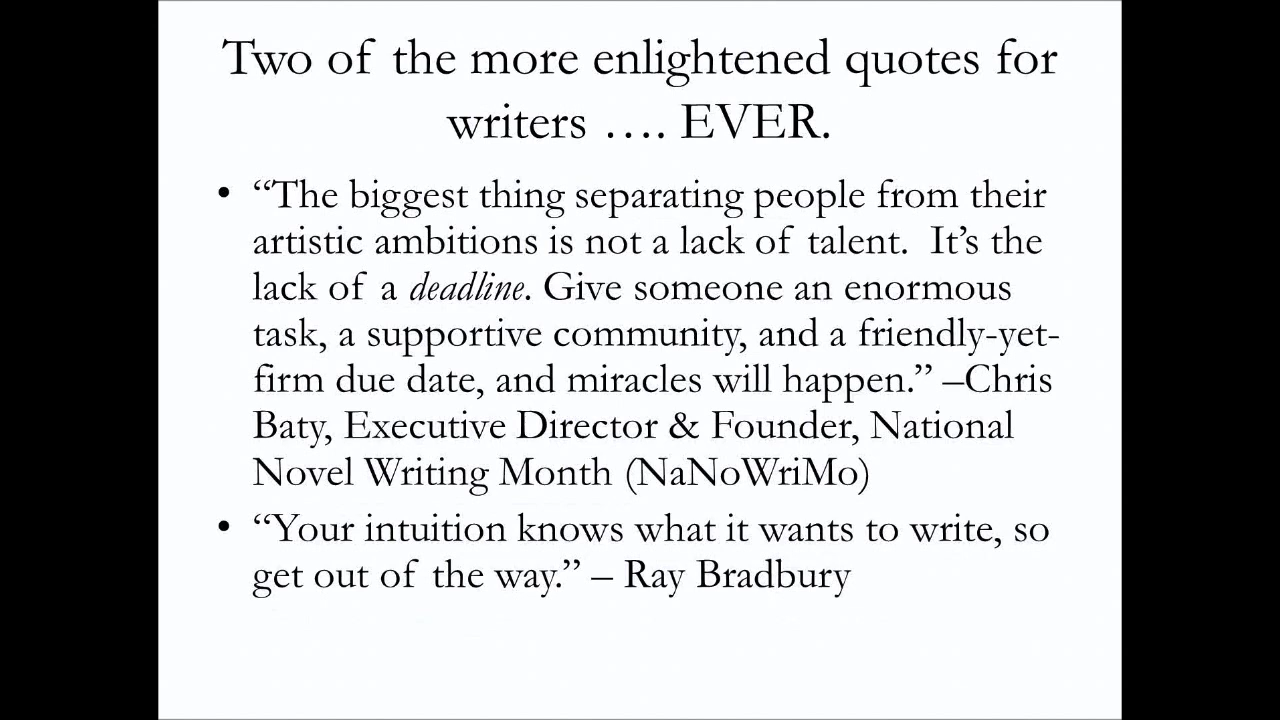 Two of the more enlightened quotes for
writers …. EVER.
• “The biggest thing separating people from their
artistic ambitions is not a lack of talent.  It’s the
lack of a deadline. Give someone an enormous
task, a supportive community, and a friendly-yet-
firm due date, and miracles will happen.” –Chris
Baty, Executive Director & Founder, National
Novel Writing Month (NaNoWriMo)
• “Your intuition knows what it wants to write, so
get out of the way.” – Ray Bradbury